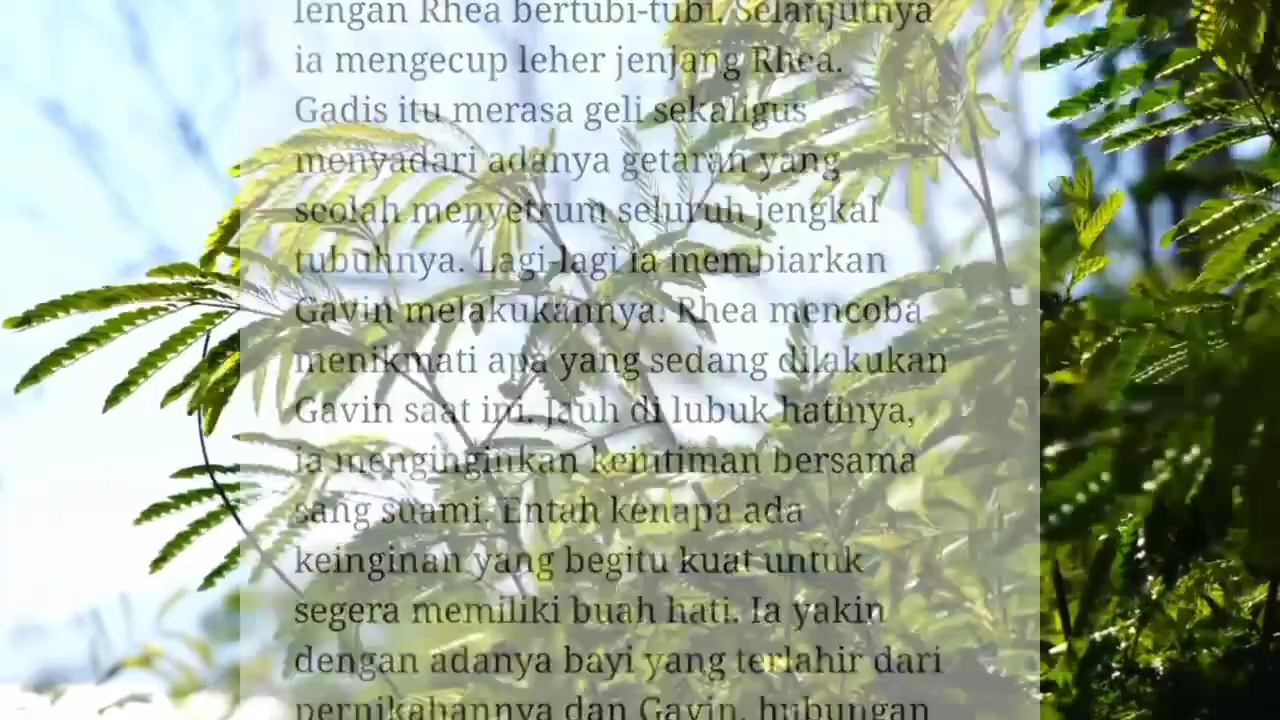 lengan Rhea bertubi-tubi. Selanjutnya
ia mengecup leher jenjang Rhea.
Gadis itu merasa geli sekaligus
menyadari adanya getaran yang
seolah menyetrum seluruh jengkal
tubuhnya. Lagi-lagi ia membiarkan
Gavin melakukannya. Rhea mencoba
menikmati apa yang sedang dilakukan
Gavin saat ini. Jauh di lubuk hatinya,
ia menginginkan keintiman bersama
sang suami. Entah kenapa ada
keinginan yang begitu kuat untuk
segera memiliki buah hati. Ia yakin
dengan adanya bayi yang terlahir dari
pernikahannya dan Gavin, hubungan